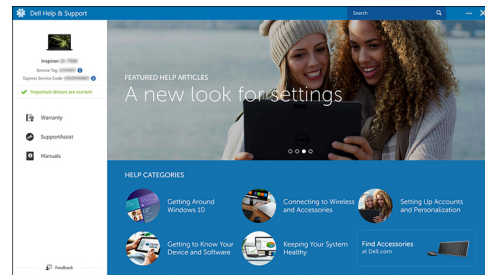 Dell Help & Support
Search
Inspiron
Service Tag
Express Service Code
Important drivers are current
Warranty
SupportAssist
Manuals
Feedback
FEATURED HELP ARTICLES
A new look for settings
HELP CATEGORIES
Getting Around
Windows 10
Connecting to Wireless
and Accessories
Setting Up Accounts
and Personalization
Getting to Know Your
Device and Software
Keeping Your System
Healthy
Find Accessories
at Dell.com